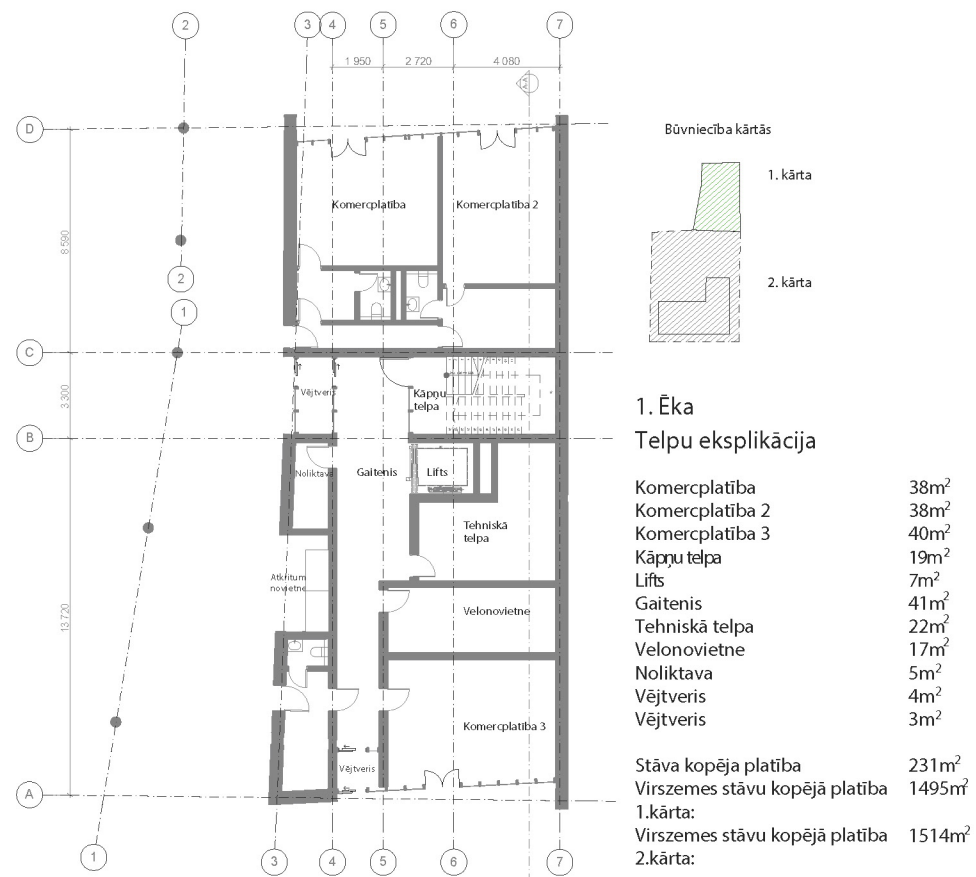 2
3
4
5
6
7
1 950
2 720
4 080
A-A
D
Būvniecība kārtās
1. kārta
Komercplatība
Komercplatība 2
8 590
2
2. kārta
1
C
Vējtveris
Kāpņu
telpa
3 300
1. Ēka
B
Telpu eksplikācija
Noliktava
Gaitenis
Lifts
Komercplatība 38m²
Komercplatība 2 38m²
Komercplatība 3 40m²
Kāpņu telpa 19m²
Lifts 7m²
Gaitenis 41m²
Tehniskā telpa 22m²
Velonovietne 17m²
Noliktava 5m²
Vējtveris 4m²
Vējtveris 3m²
Tehniskā
telpa
Atkritum
novietne
Velonovietne
13 720
Komercplatība 3
Vējtveris
Stāva kopēja platība 231m²
Virszemes stāvu kopējā platība 1495m²
1.kārta:
Virszemes stāvu kopējā platība 1514m²
2.kārta:
A
1
3
4
5
6
7